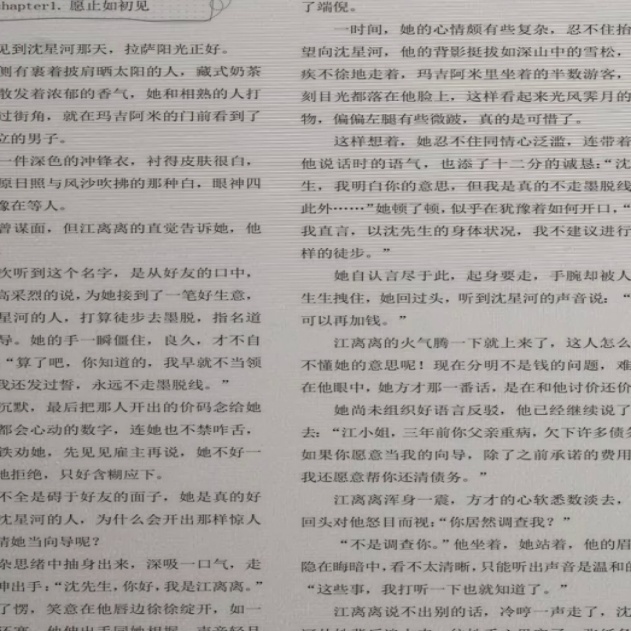 chapter1. 愿止如初见
见到沈星河那天，拉萨阳光正好。
侧有裹着披肩晒太阳的人，藏式奶茶
散发着浓郁的香气，她和相熟的人打
过街角，就在玛吉阿米的门前看到了
立的男子。
一件深色的冲锋衣，衬得皮肤很白，
原日照与风沙吹拂的那种白，眼神四
像在等人。
曾谋面，但江离离的直觉告诉她，他
次听到这个名字，是从好友的口中，
高采烈的说，为她接到了一笔好生意，
星河的人，打算徒步去墨脱，指名道
导。她的手一瞬僵住，良久，才不自
“算了吧，你知道的，我早就不当领
我还发过誓，永远不走墨脱线。”
沉默，最后把那人开出的价码念给她
都会心动的数字，连她也不禁咋舌，
铁劝她，先见见雇主再说，她不好一
地拒绝，只好含糊应下。
不全是碍于好友的面子，她是真的好
沈星河的人，为什么会开出那样惊人
请她当向导呢？
杂思绪中抽身出来，深吸一口气，走
伸出手：“沈先生，你好，我是江离离。”
了愣，笑意在他唇边徐徐绽开，如一
了端倪。
一时间，她的心情颇有些复杂，忍不住抬
望向沈星河，他的背影挺拔如深山中的雪松，
疾不徐地走着，玛吉阿米里坐着的半数游客，
刻目光都落在他脸上，这样看起来光风霁月的
物，偏偏左腿有些微跛，真的是可惜了。
这样想着，她忍不住同情心泛滥，连带着
他说话时的语气，也添了十二分的诚恳：“沈
生，我明白你的意思，但我是真的不走墨脱线
此外……”她顿了顿，似乎在犹豫着如何开口，“
我直言，以沈先生的身体状况，我不建议进行
样的徒步。”
她自认言尽于此，起身要走，手腕却被人
生生拽住，她回过头，听到沈星河的声音说：“
可以再加钱。”
江离离的火气腾一下就上来了，这人怎么
不懂她的意思呢！现在分明不是钱的问题，难
在他眼中，她方才那一番话，是在和他讨价还价
她尚未组织好语言反驳，他已经继续说了
去：“江小姐，三年前你父亲重病，欠下许多债务
如果你愿意当我的向导，除了之前承诺的费用
我还愿意帮你还清债务。”
江离离浑身一震，方才的心软悉数淡去，
回头对他怒目而视：“你居然调查我？”
“不是调查你。”他坐着，她站着，他的眉
隐在晦暗中，看不太清晰，只能听出声音是温和的
“这些事，我打听一下也就知道了。”
江离离说不出别的话，冷哼一声走了，沈